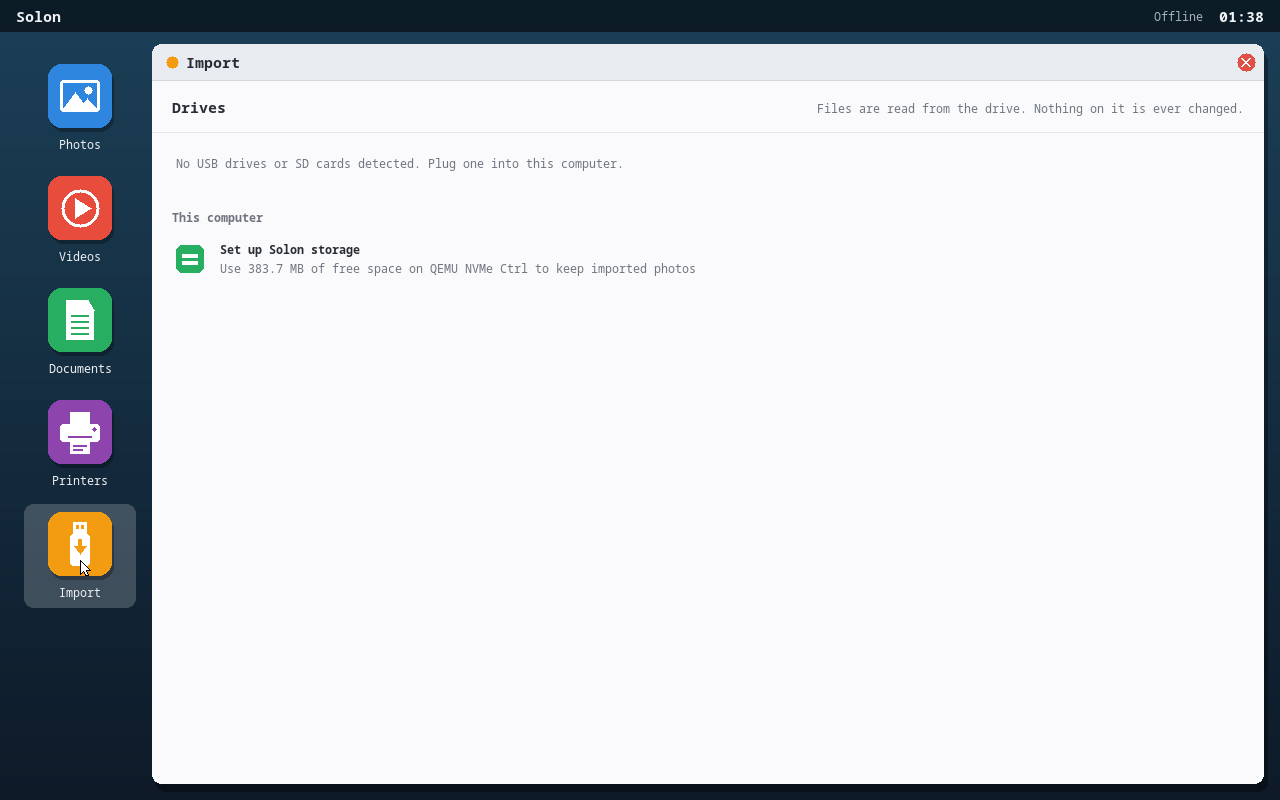 Solon
Offline 01:38
Photos
Videos
Documents
Printers
Import
Import
Drives
Files are read from the drive. Nothing on it is ever changed.
No USB drives or SD cards detected. Plug one into this computer.
This computer
Set up Solon storage
Use 383.7 MB of free space on QEMU NVMe Ctrl to keep imported photos